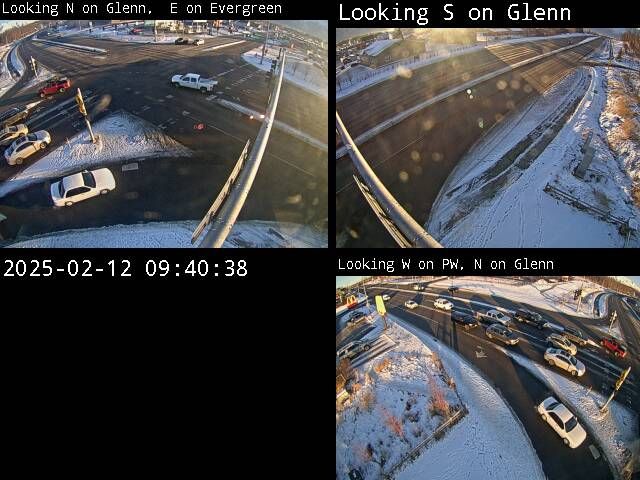 Looking N on Glenn,  E on Evergreen
Looking S on Glenn
2025-02-12 09:40:38
Looking W on PW, N on Glenn